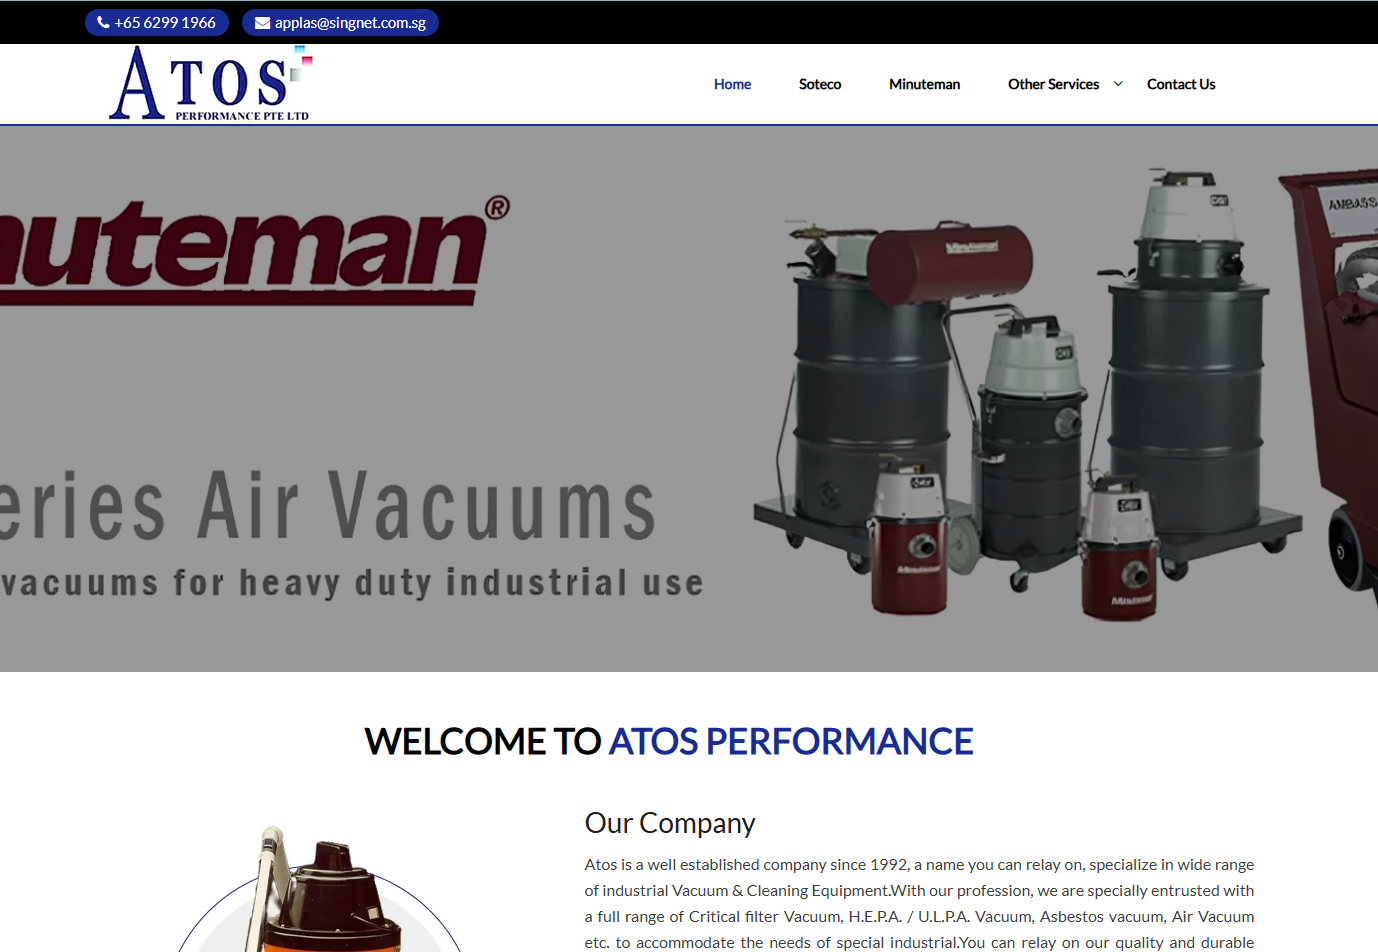 +65 6299 1966
applas@singnet.com.sg
ATOS
PERFORMANCE PTE LTD
Home
Soteco
Minuteman
Other Services
Contact Us
nuteman®
eries Air Vacuums
vacuums for heavy duty industrial use
Minuteman
Minuteman
Minuteman
WELCOME TO ATOS PERFORMANCE
Our Company
Atos is a well established company since 1992, a name you can relay on, specialize in wide range
of industrial Vacuum & Cleaning Equipment.With our profession, we are specially entrusted with
a full range of Critical filter Vacuum, H.E.P.A. / U.L.P.A. Vacuum, Asbestos vacuum, Air Vacuum
etc. to accommodate the needs of special industrial.You can relay on our quality and durable